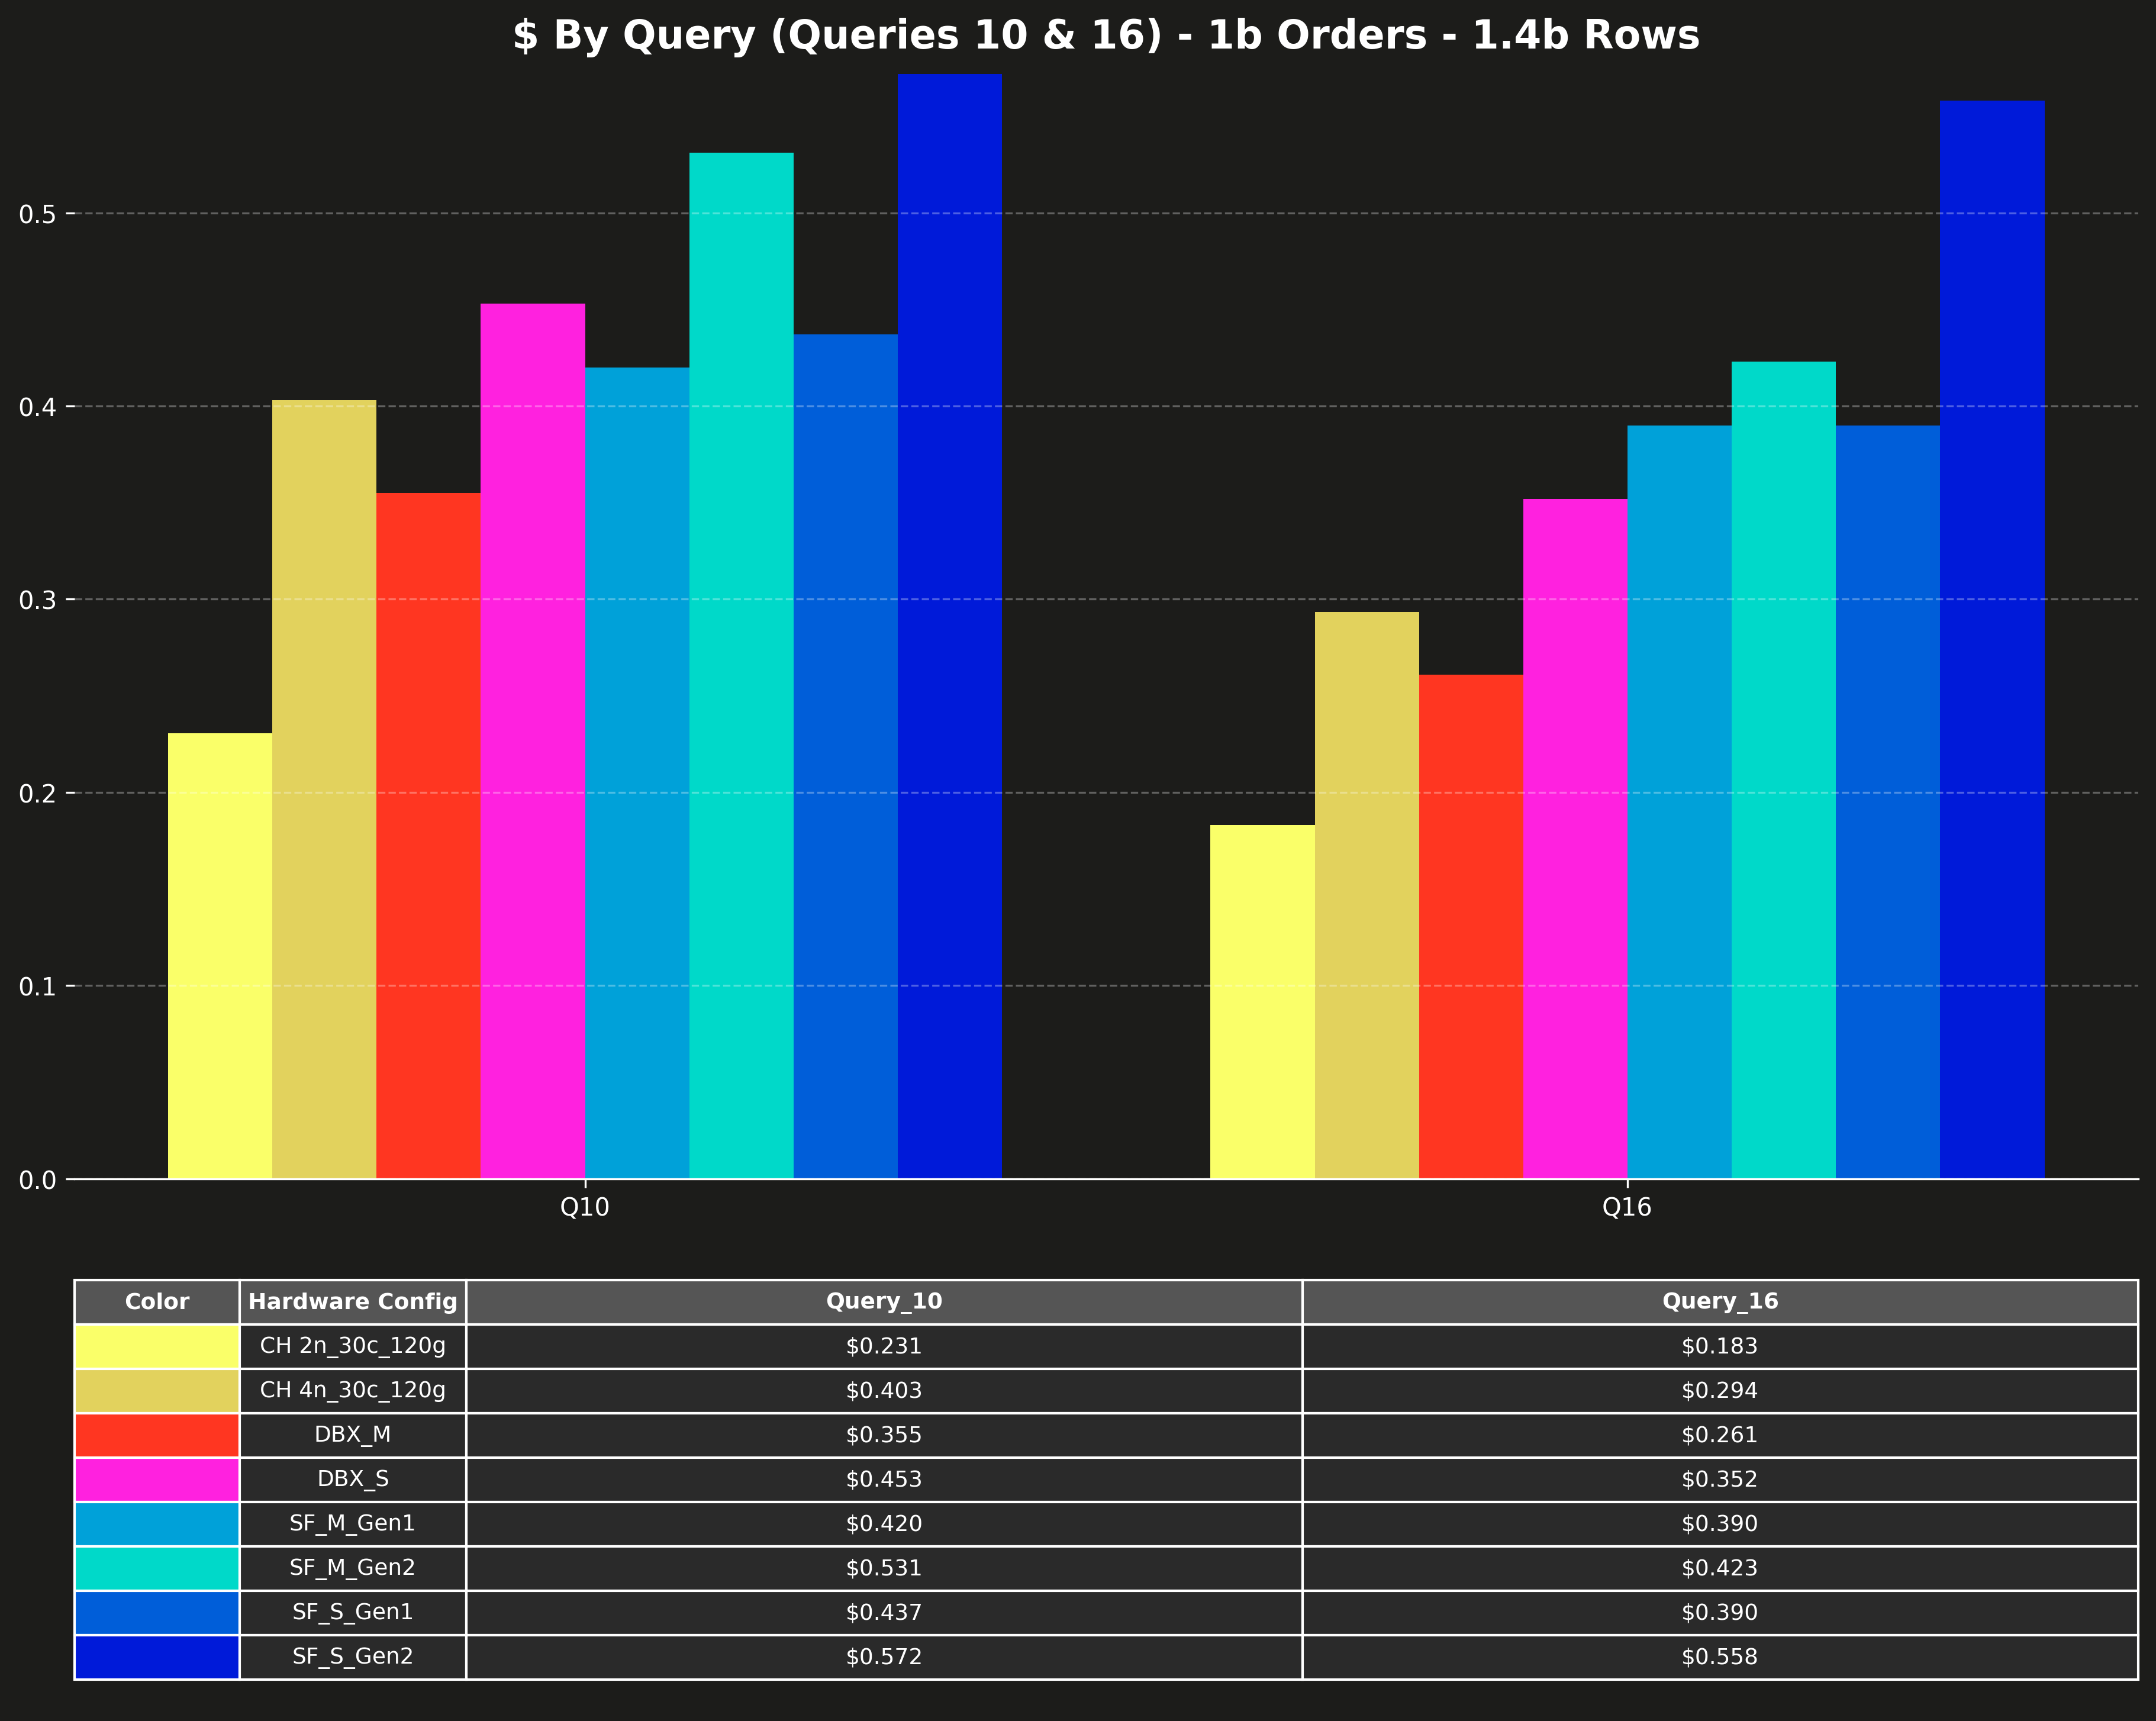 $ By Query (Queries 10 & 16) - 1b Orders - 1.4b Rows
0.5
0.4
0.3
0.2
0.1
0.0
Q10 Q16
Color Hardware Config Query_10 Query_16
CH 2n_30c_120g $0.231 $0.183
CH 4n_30c_120g $0.403 $0.294
DBX_M $0.355 $0.261
DBX_S $0.453 $0.352
SF_M_Gen1 $0.420 $0.390
SF_M_Gen2 $0.531 $0.423
SF_S_Gen1 $0.437 $0.390
SF_S_Gen2 $0.572 $0.558